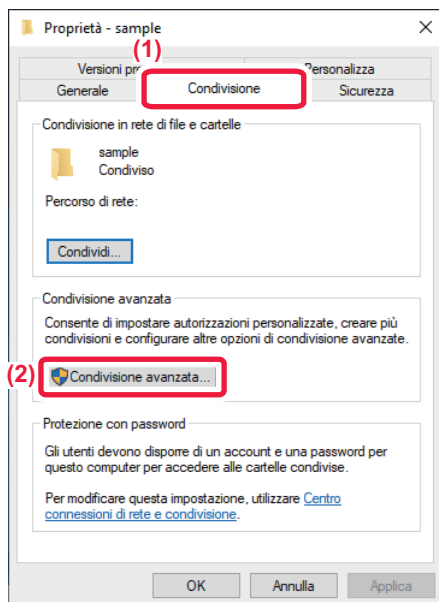 Proprietà - sample
(1)
Versioni pr
Personalizza
Generale
Condivisione
Sicurezza
Condivisione in rete di file e cartelle
sample
Condiviso
Percorso di rete:
Condividi...
Condivisione avanzata
Consente di impostare autorizzazioni personalizzate, creare più
condivisioni e configurare altre opzioni di condivisione avanzate.
(2)
Condivisione avanzata...
Protezione con password
Gli utenti devono disporre di un account e una password per
questo computer per accedere alle cartelle condivise.
Per modificare questa impostazione, utilizzare Centro
connessioni di rete e condivisione.
OK
Annulla
Applica